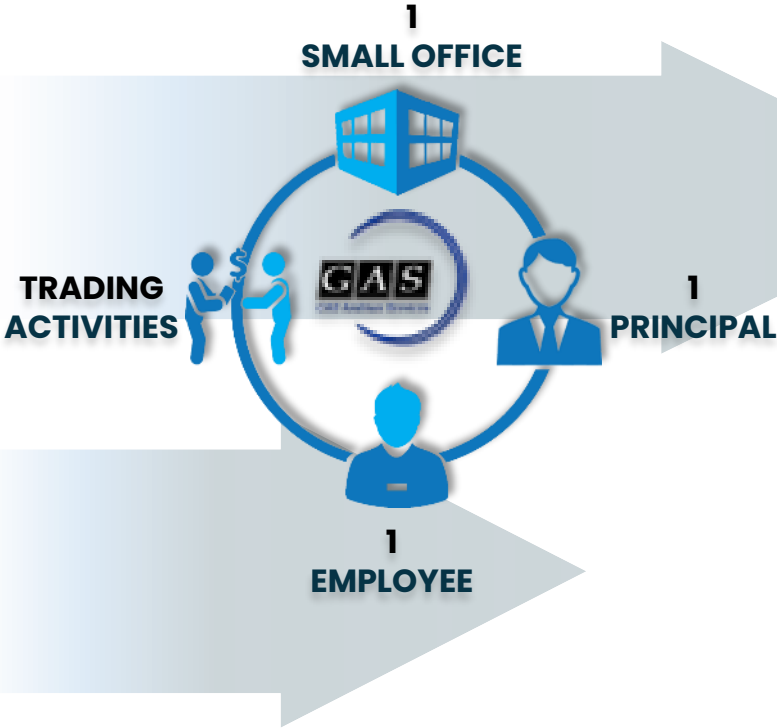 1
SMALL OFFICE
GAS
TRADING
ACTIVITIES
1
PRINCIPAL
1
EMPLOYEE